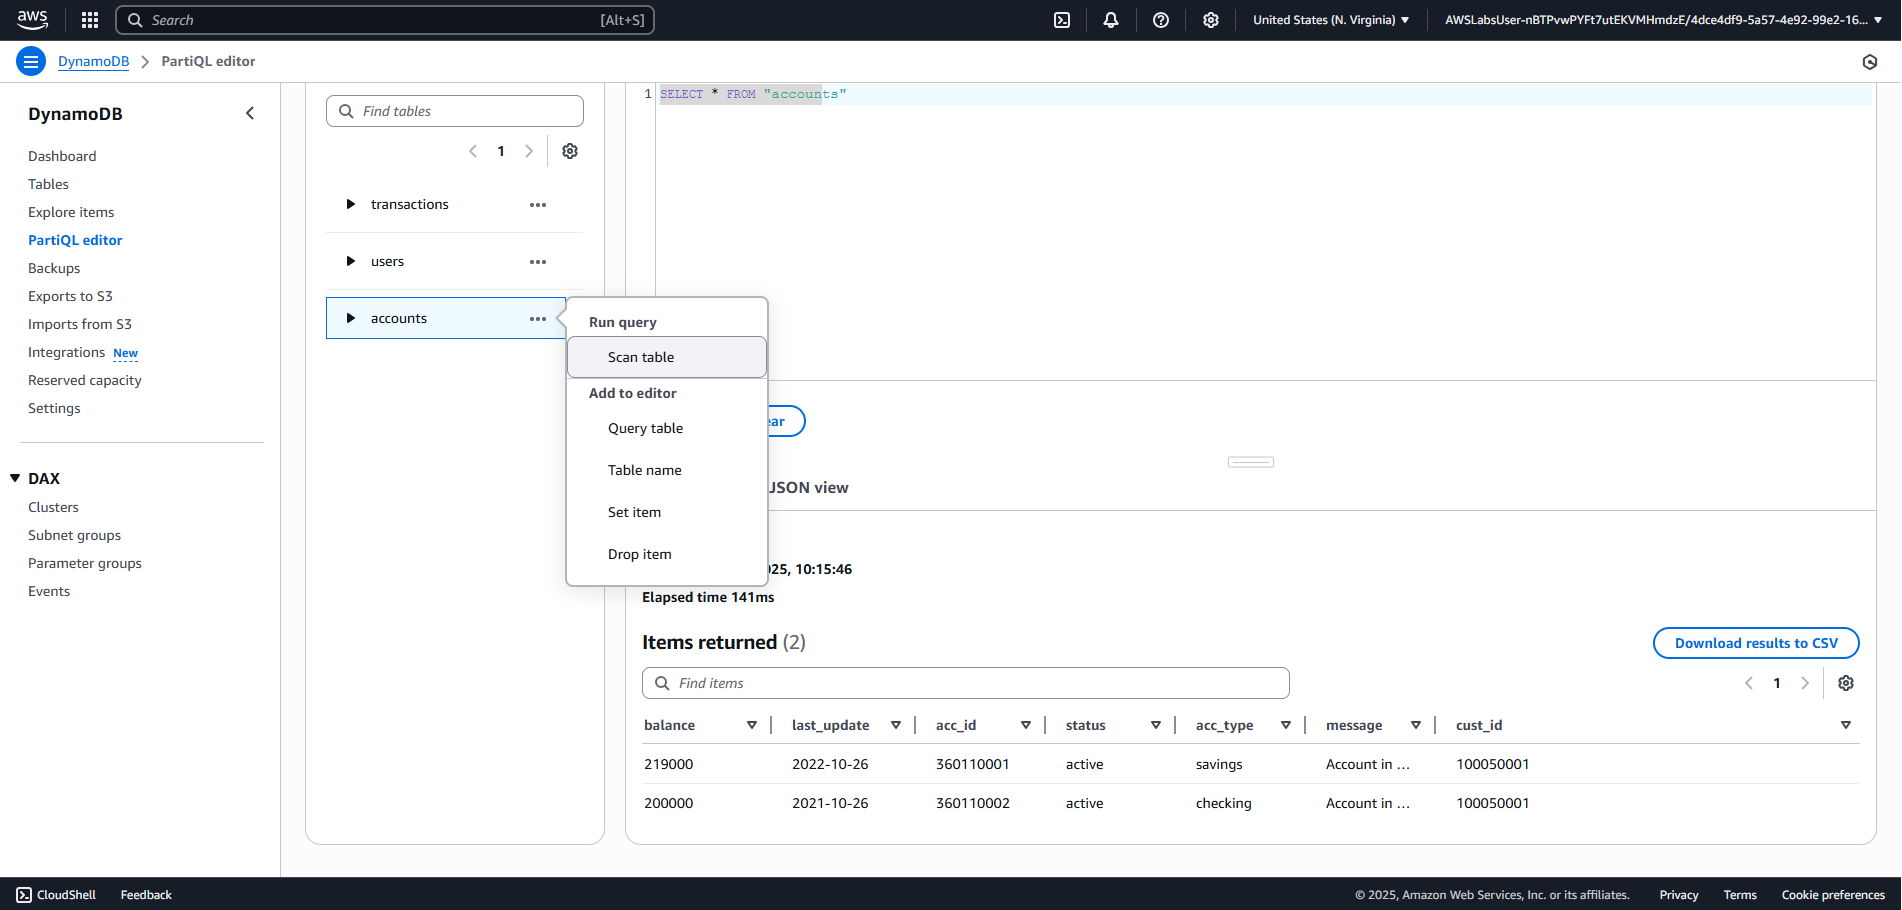 aws
Search [Alt+S]
United States (N. Virginia)
AWSLabsUser-nBTPvwPYFt7utEKVMHmdzE/4dce4df9-5a57-4e92-99e2-16...
DynamoDB
PartiQL editor
DynamoDB
Dashboard
Tables
Explore items
PartiQL editor
Backups
Exports to S3
Imports from S3
Integrations New
Reserved capacity
Settings
DAX
Clusters
Subnet groups
Parameter groups
Events
Find tables
1
transactions
users
accounts
Run query
Scan table
Add to editor
Query table
Table name
Set item
Drop item
1 SELECT * FROM "accounts"
ear
JSON view
25, 10:15:46
Elapsed time 141ms
Items returned (2)
Download results to CSV
Find items
1
balance last_update acc_id status acc_type message cust_id
219000 2022-10-26 360110001 active savings Account in ... 100050001
200000 2021-10-26 360110002 active checking Account in ... 100050001
CloudShell Feedback
© 2025, Amazon Web Services, Inc. or its affiliates. Privacy Terms Cookie preferences